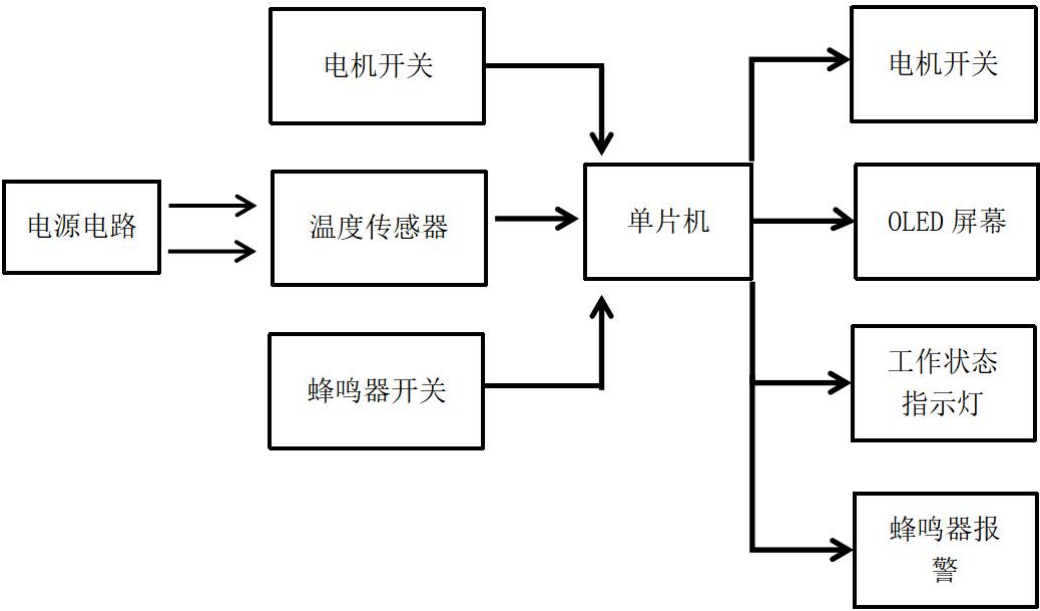 电机开关
电机开关
电源电路
温度传感器
单片机
OLED 屏幕
蜂鸣器开关
工作状态
指示灯
蜂鸣器报
警